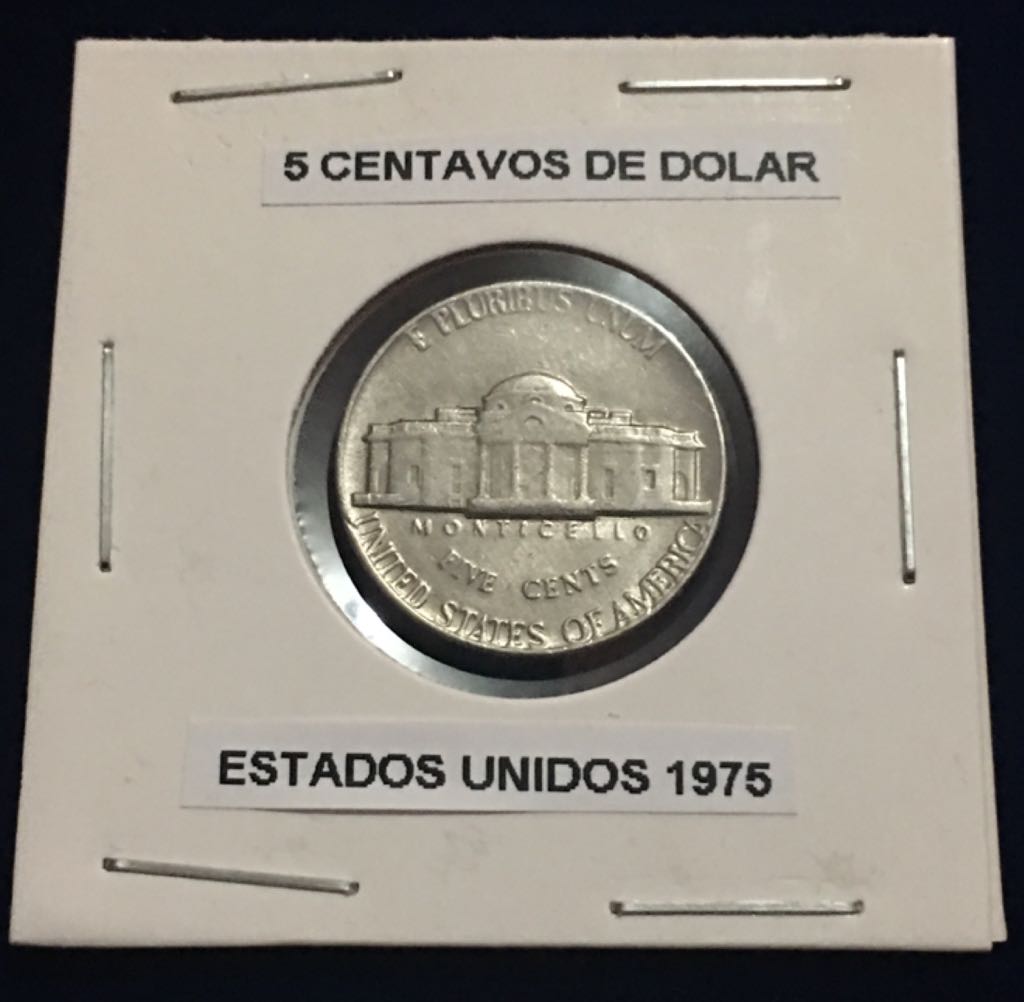 5 CENTAVOS DE DOLAR
E PLURIBUS UNUM
MONTICELLO
FIVE CENTS
UNITED STATES OF AMERICA
ESTADOS UNIDOS 1975